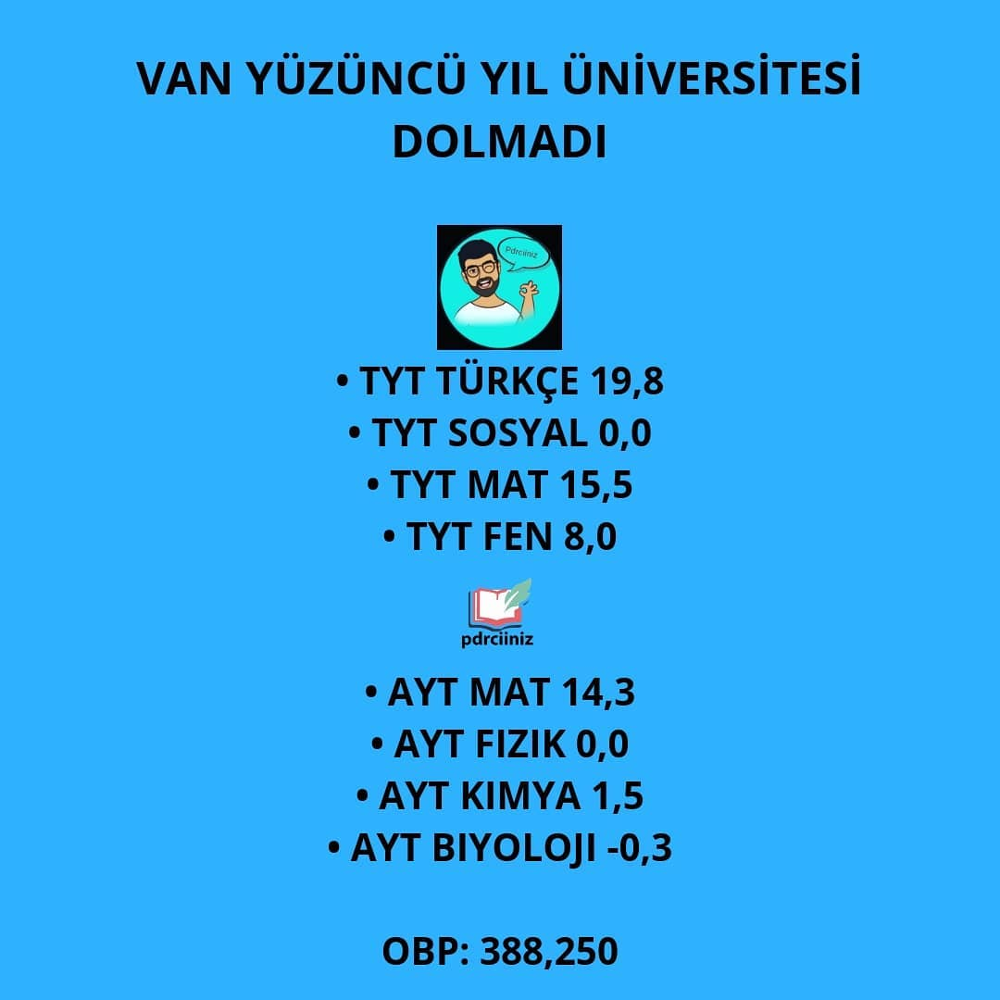 VAN YÜZÜNCÜ YIL ÜNİVERSİTESİ
DOLMADI
Pdrciiniz
• TYT TÜRKÇE 19,8
• TYT SOSYAL 0,0
• TYT MAT 15,5
• TYT FEN 8,0
pdrciiniz
• AYT MAT 14,3
• AYT FIZIK 0,0
• AYT KIMYA 1,5
• AYT BIYOLOJI -0,3
OBP: 388,250